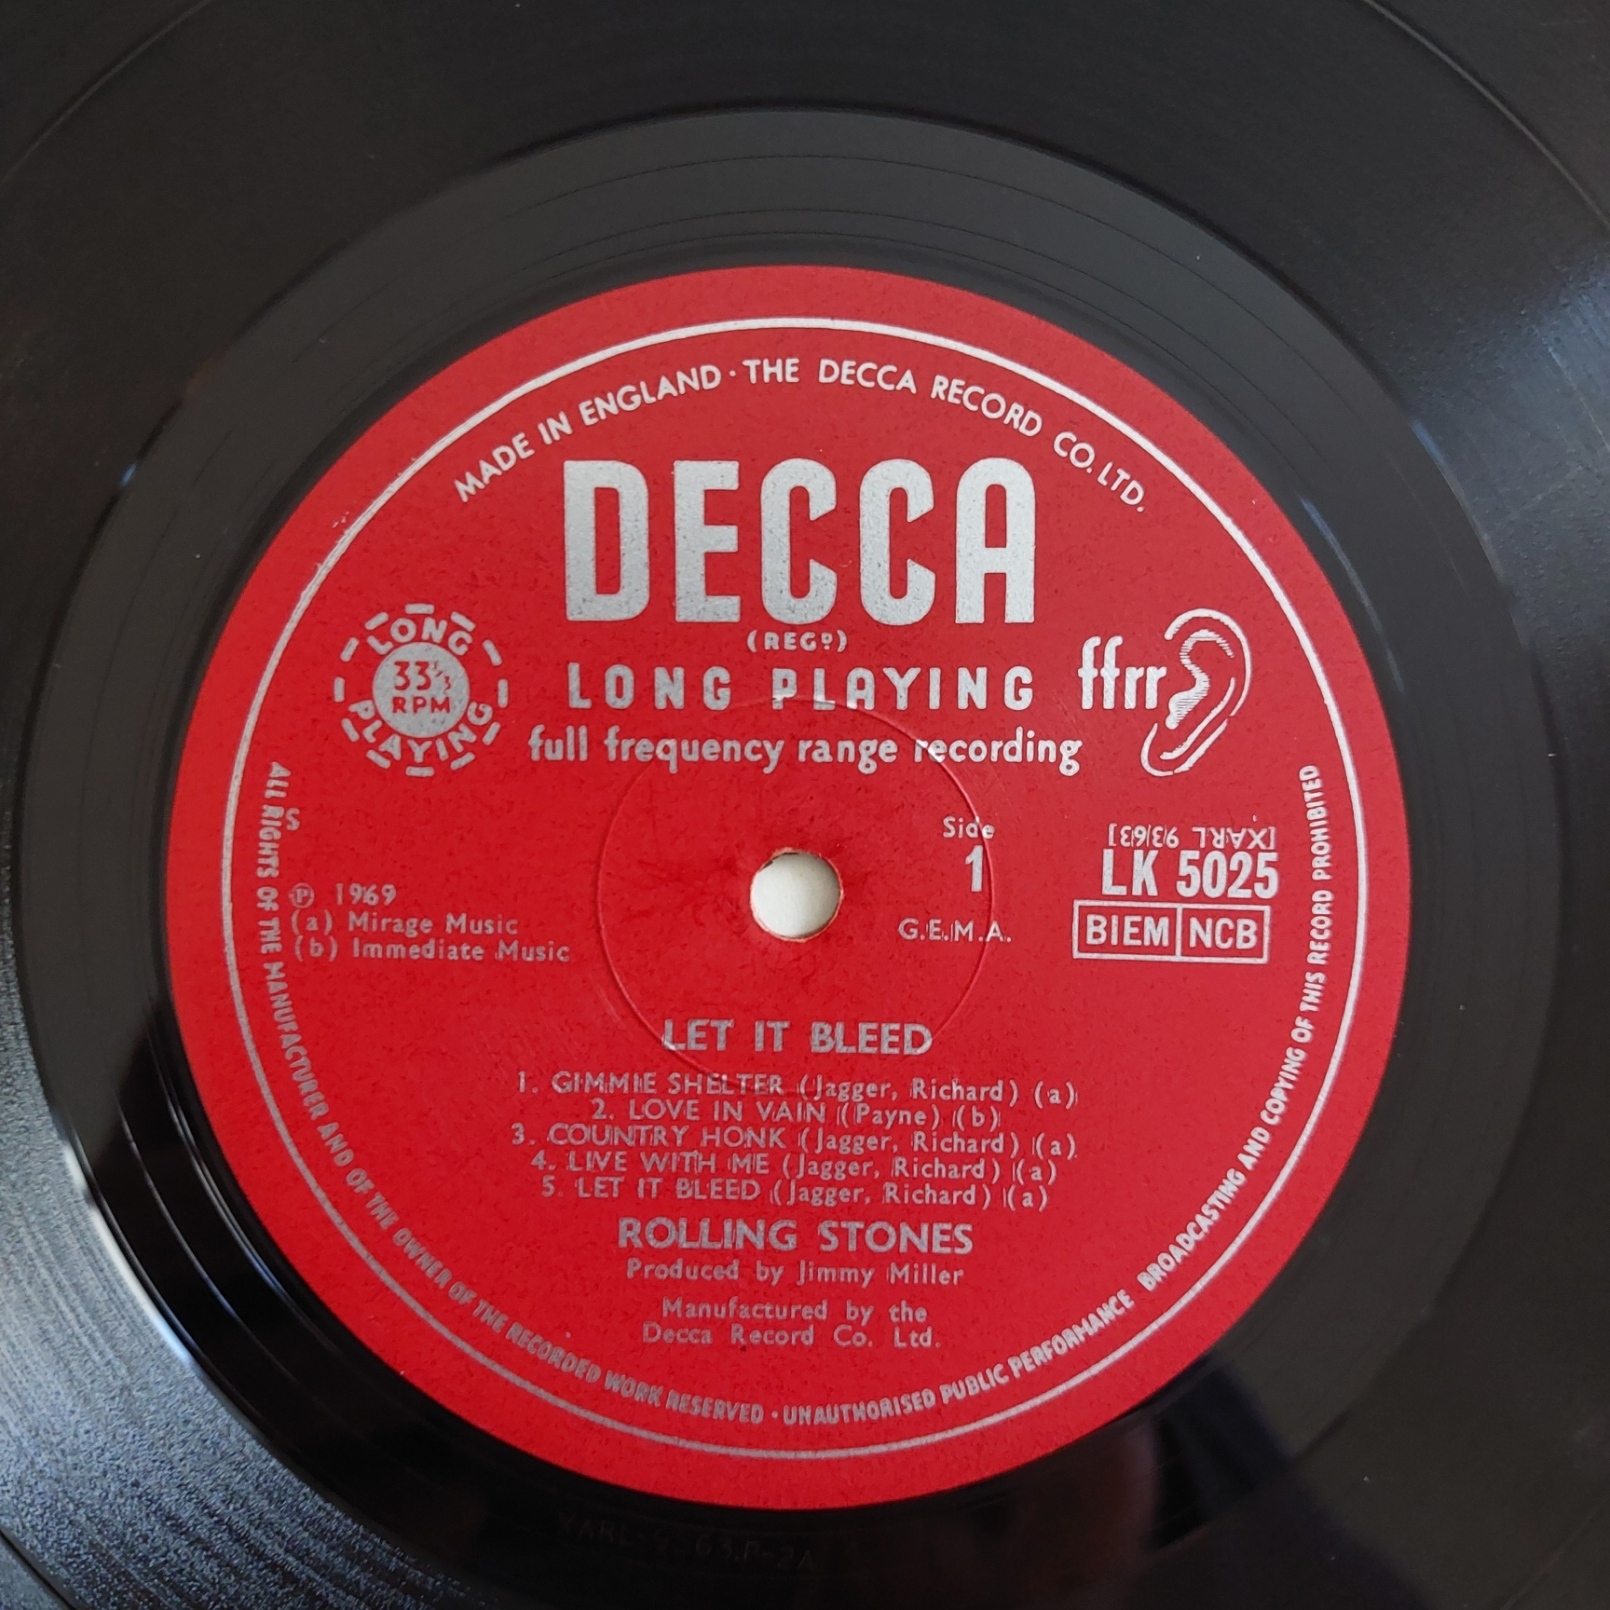 MADE IN ENGLAND · THE DECCA RECORD CO. LTD.
DECCA
(REGD)
LONG PLAYING
33⅓
RPM
LONG PLAYING
ffrr
full frequency range recording
S
Side
1
[XARL 9363]
LK 5025
℗ 1969
(a) Mirage Music
(b) Immediate Music
G.E.M.A.
BIEM NCB
LET IT BLEED
1. GIMMIE SHELTER (Jagger, Richard) (a)
2. LOVE IN VAIN (Payne) (b)
3. COUNTRY HONK (Jagger, Richard) (a)
4. LIVE WITH ME (Jagger, Richard) (a)
5. LET IT BLEED (Jagger, Richard) (a)
ROLLING STONES
Produced by Jimmy Miller
Manufactured by the
Decca Record Co. Ltd.
ALL RIGHTS OF THE MANUFACTURER AND OF THE OWNER OF THE RECORDED WORK RESERVED · UNAUTHORISED PUBLIC PERFORMANCE BROADCASTING AND COPYING OF THIS RECORD PROHIBITED